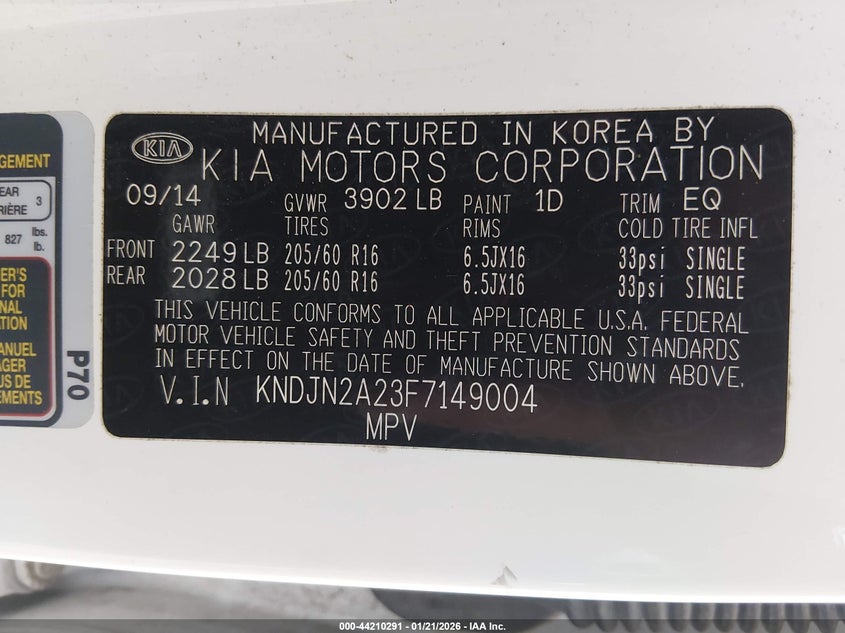 MANUFACTURED IN KOREA BY
KIA KIA MOTORS CORPORATION
09/14 GVWR 3902 LB PAINT 1D TRIM EQ
GAWR TIRES RIMS COLD TIRE INFL
FRONT 2249 LB 205/60 R16 6.5JX16 33psi SINGLE
REAR 2028 LB 205/60 R16 6.5JX16 33psi SINGLE
THIS VEHICLE CONFORMS TO ALL APPLICABLE U.S.A. FEDERAL
MOTOR VEHICLE SAFETY AND THEFT PREVENTION STANDARDS
IN EFFECT ON THE DATE OF MANUFACTURE SHOWN ABOVE.
V.I.N KNDJN2A23F7149004
MPV
GEMENT
EAR
RIÈRE 3
827 lbs.
lb.
ER'S
FOR
NAL
ATION
MANUEL
AGER
US DE
NTS.
P70
000-44210291 - 01/21/2026 - IAA Inc.